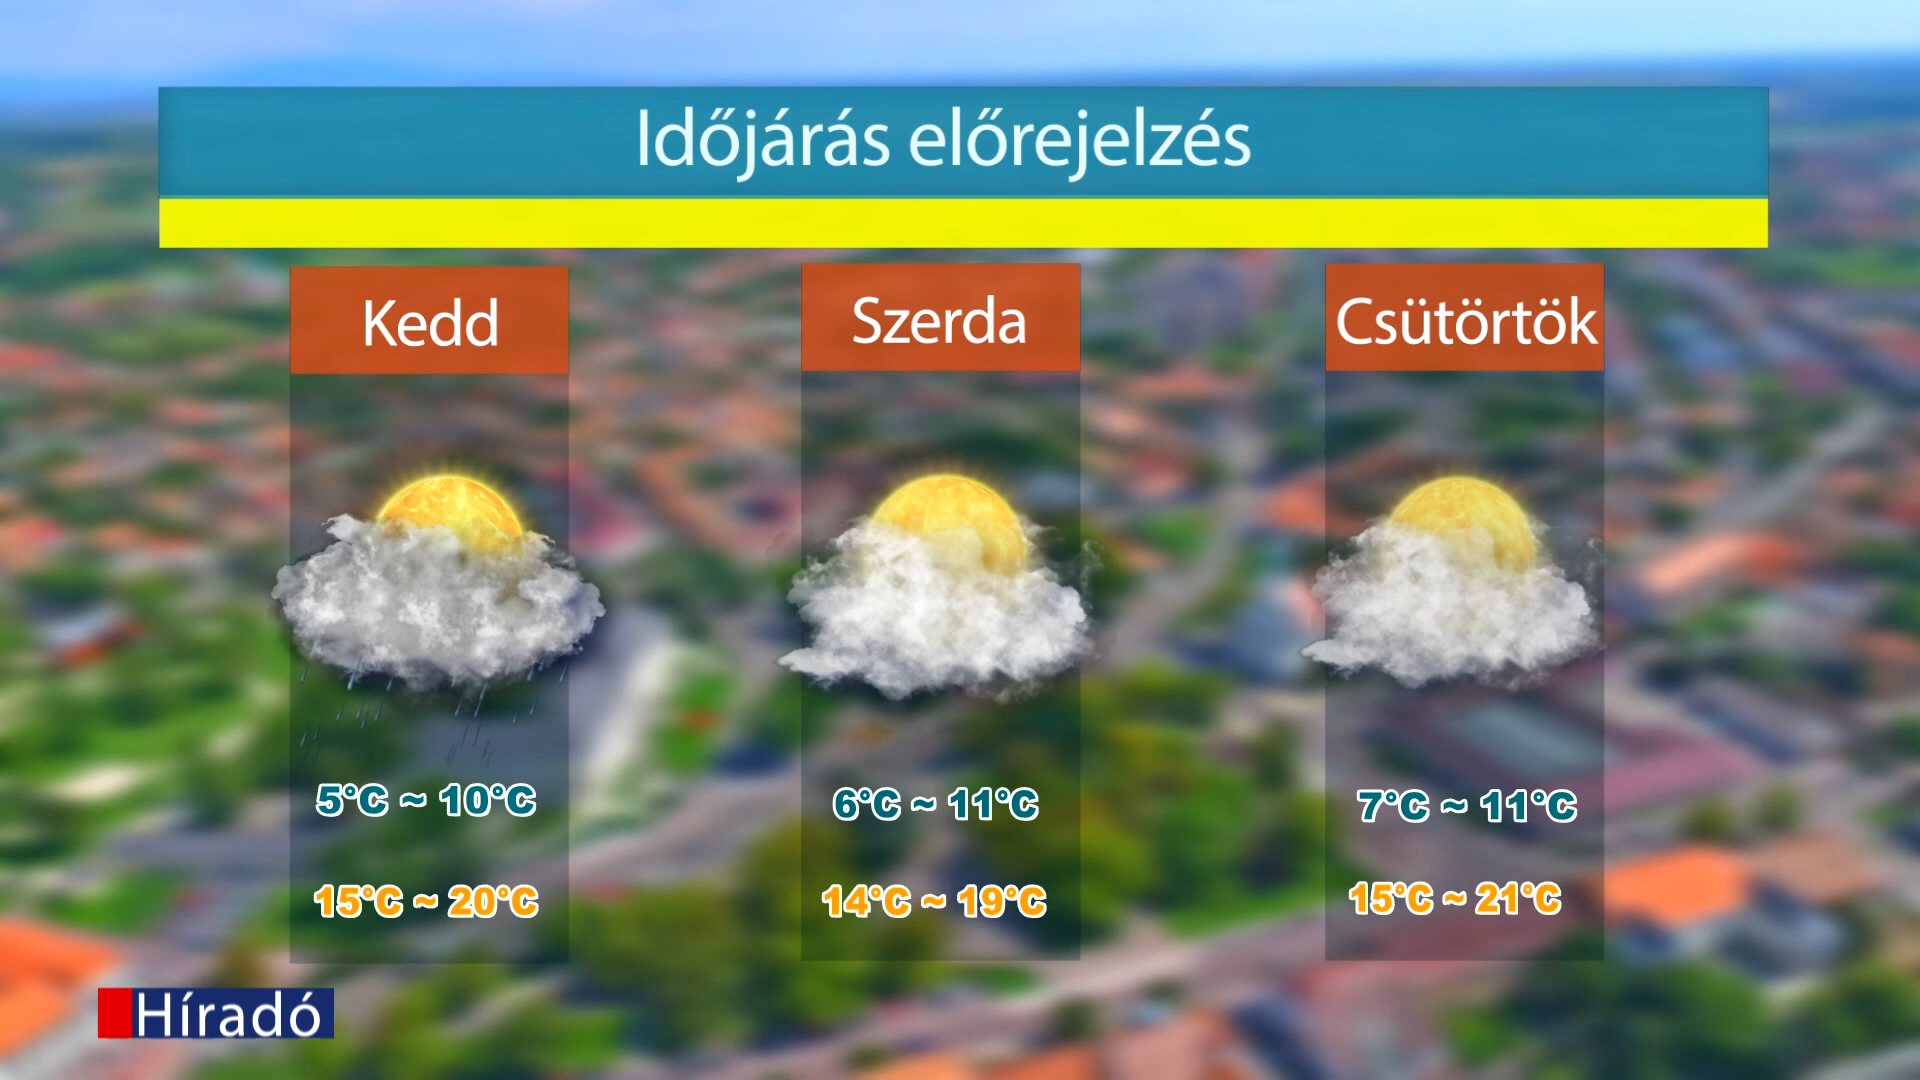 Időjárás előrejelzés
Kedd
Szerda
Csütörtök
5°C ~ 10°C
6°C ~ 11°C
7°C ~ 11°C
15°C ~ 20°C
14°C ~ 19°C
15°C ~ 21°C
Híradó